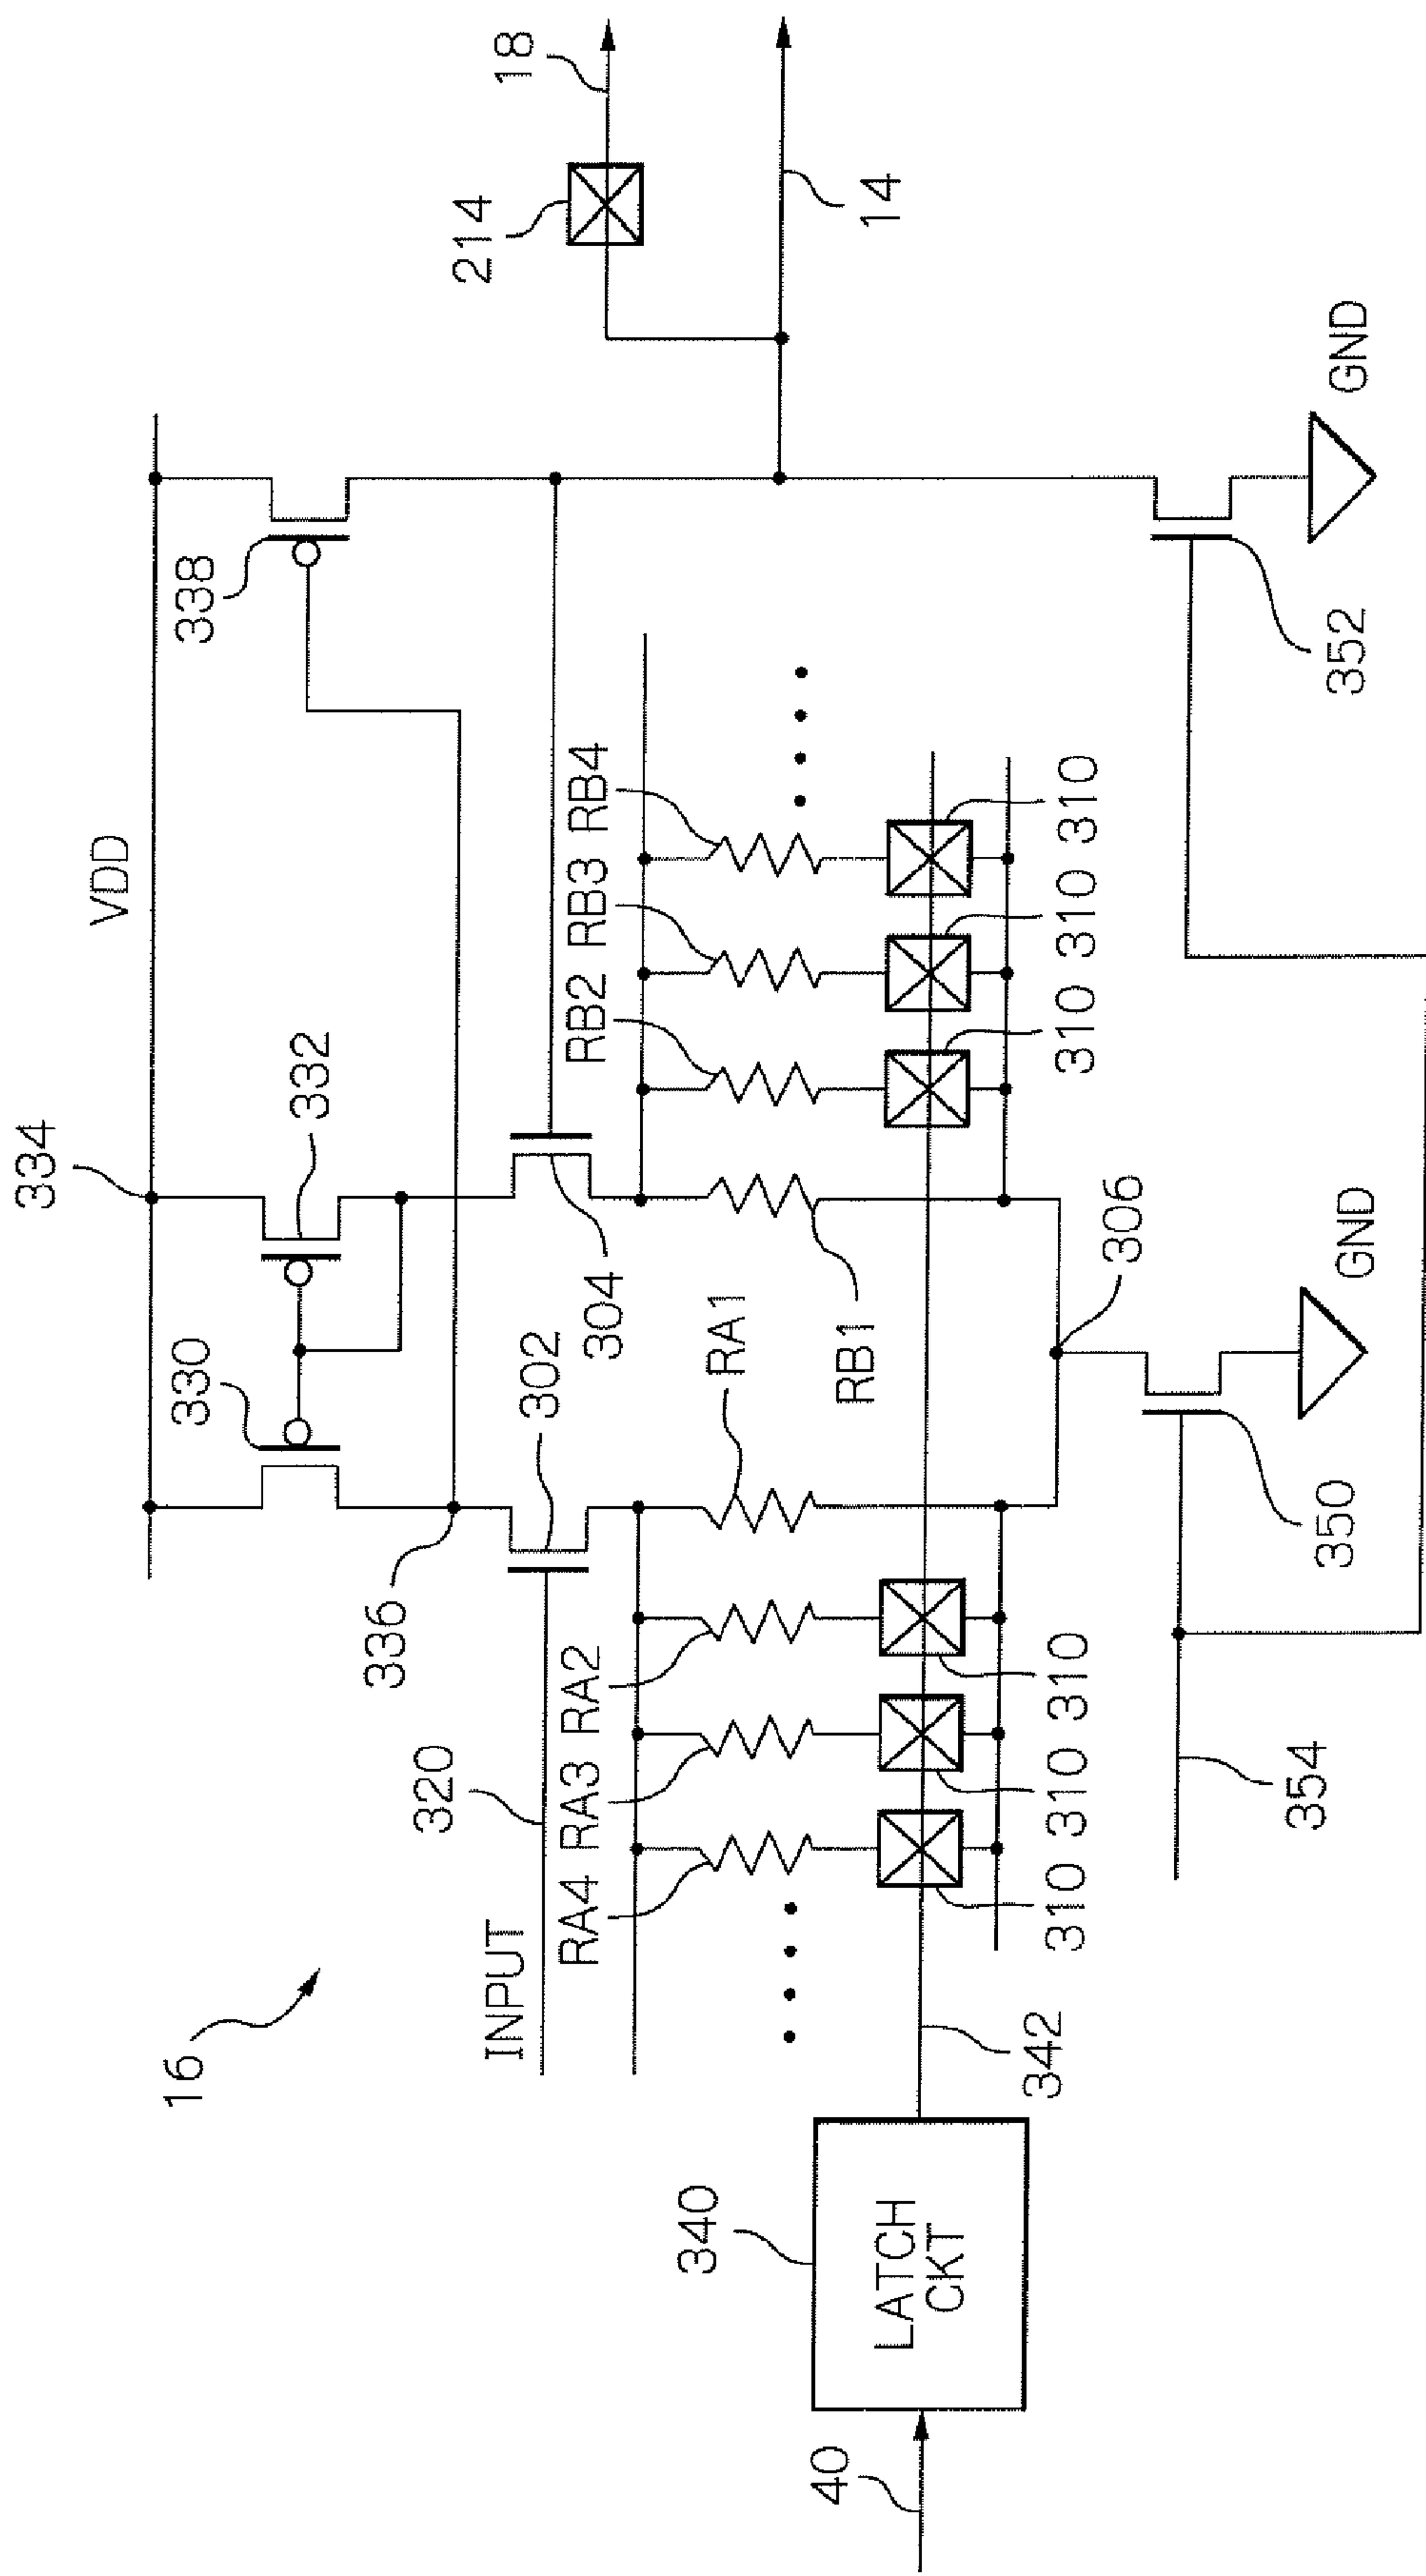 16
VDD
334
332
330
338
336
302
304
320
INPUT
RA4
RA3
RA2
RA1
RB1
RB2
RB3
RB4
310
310
310
310
310
310
306
340
LATCH
CKT
342
40
350
GND
354
352
GND
214
18
14